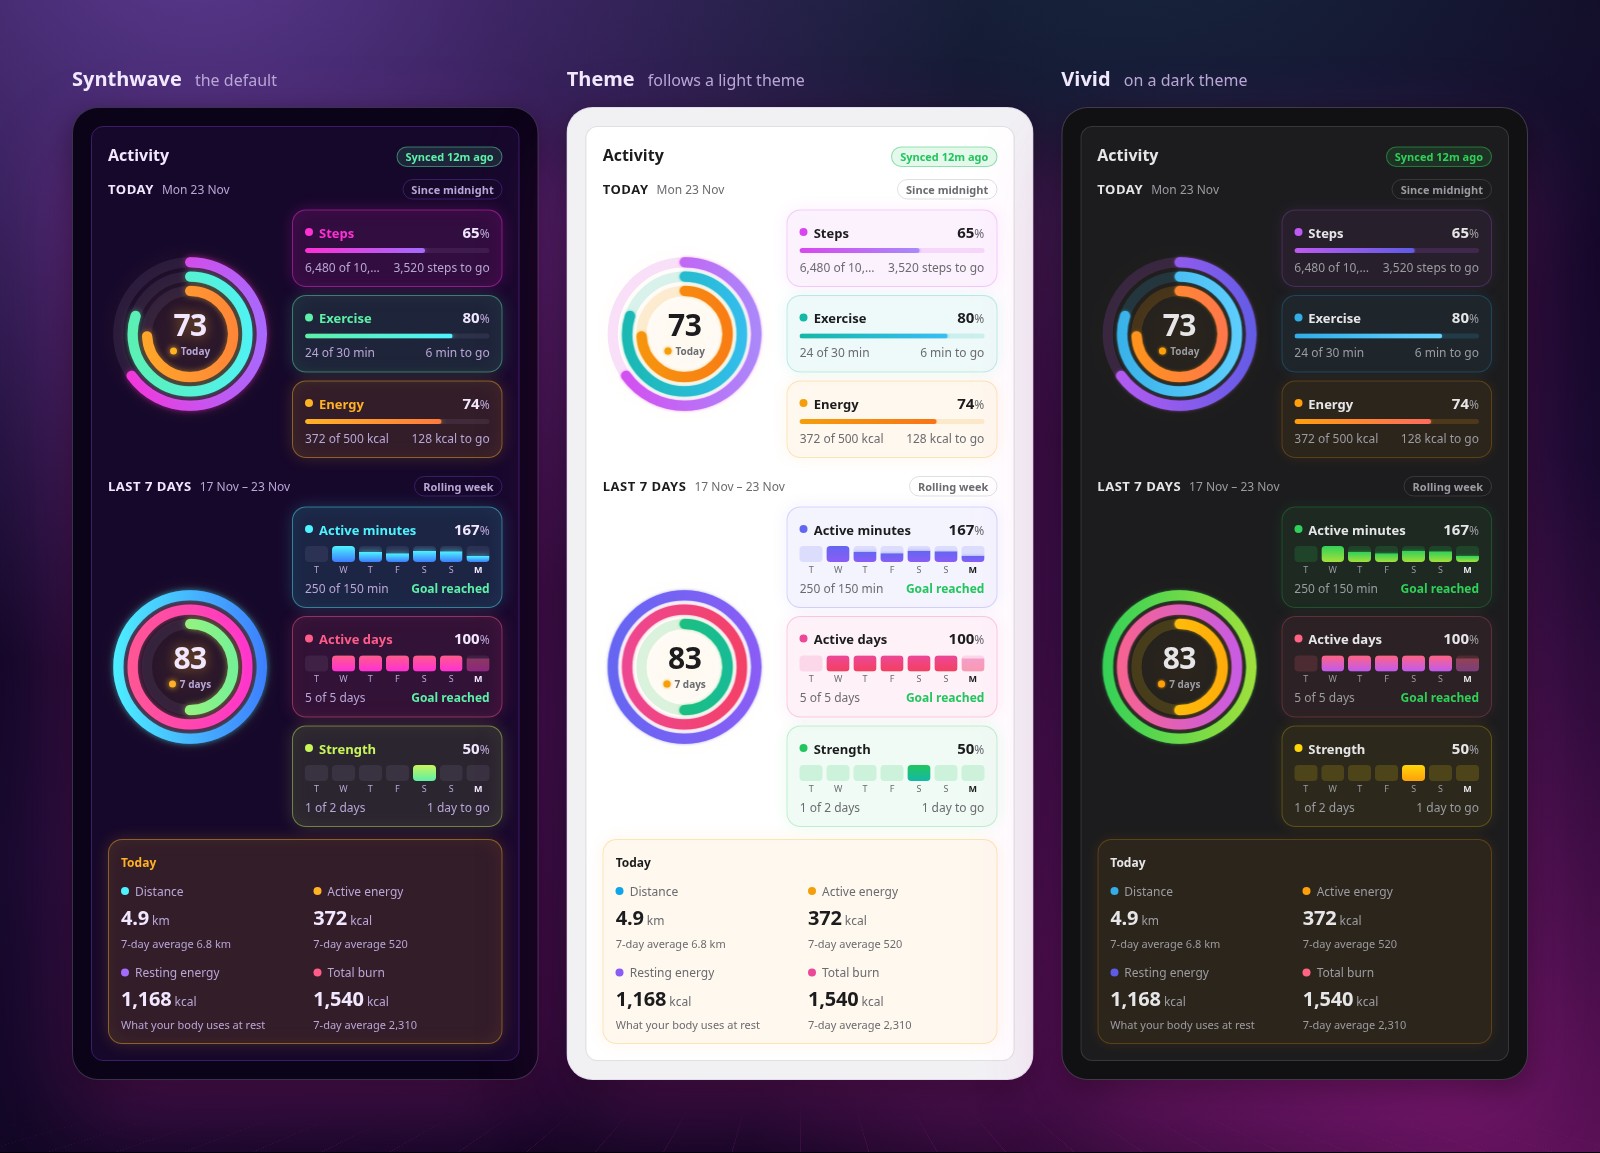 Synthwave the default
Activity
Synced 12m ago
TODAY Mon 23 Nov
Since midnight
73
Today
Steps 65%
6,480 of 10,... 3,520 steps to go
Exercise 80%
24 of 30 min 6 min to go
Energy 74%
372 of 500 kcal 128 kcal to go
LAST 7 DAYS 17 Nov – 23 Nov
Rolling week
83
7 days
Active minutes 167%
T W T F S S M
250 of 150 min Goal reached
Active days 100%
T W T F S S M
5 of 5 days Goal reached
Strength 50%
T W T F S S M
1 of 2 days 1 day to go
Today
Distance
4.9 km
7-day average 6.8 km
Active energy
372 kcal
7-day average 520
Resting energy
1,168 kcal
What your body uses at rest
Total burn
1,540 kcal
7-day average 2,310
Theme follows a light theme
Activity
Synced 12m ago
TODAY Mon 23 Nov
Since midnight
73
Today
Steps 65%
6,480 of 10,... 3,520 steps to go
Exercise 80%
24 of 30 min 6 min to go
Energy 74%
372 of 500 kcal 128 kcal to go
LAST 7 DAYS 17 Nov – 23 Nov
Rolling week
83
7 days
Active minutes 167%
T W T F S S M
250 of 150 min Goal reached
Active days 100%
T W T F S S M
5 of 5 days Goal reached
Strength 50%
T W T F S S M
1 of 2 days 1 day to go
Today
Distance
4.9 km
7-day average 6.8 km
Active energy
372 kcal
7-day average 520
Resting energy
1,168 kcal
What your body uses at rest
Total burn
1,540 kcal
7-day average 2,310
Vivid on a dark theme
Activity
Synced 12m ago
TODAY Mon 23 Nov
Since midnight
73
Today
Steps 65%
6,480 of 10,... 3,520 steps to go
Exercise 80%
24 of 30 min 6 min to go
Energy 74%
372 of 500 kcal 128 kcal to go
LAST 7 DAYS 17 Nov – 23 Nov
Rolling week
83
7 days
Active minutes 167%
T W T F S S M
250 of 150 min Goal reached
Active days 100%
T W T F S S M
5 of 5 days Goal reached
Strength 50%
T W T F S S M
1 of 2 days 1 day to go
Today
Distance
4.9 km
7-day average 6.8 km
Active energy
372 kcal
7-day average 520
Resting energy
1,168 kcal
What your body uses at rest
Total burn
1,540 kcal
7-day average 2,310